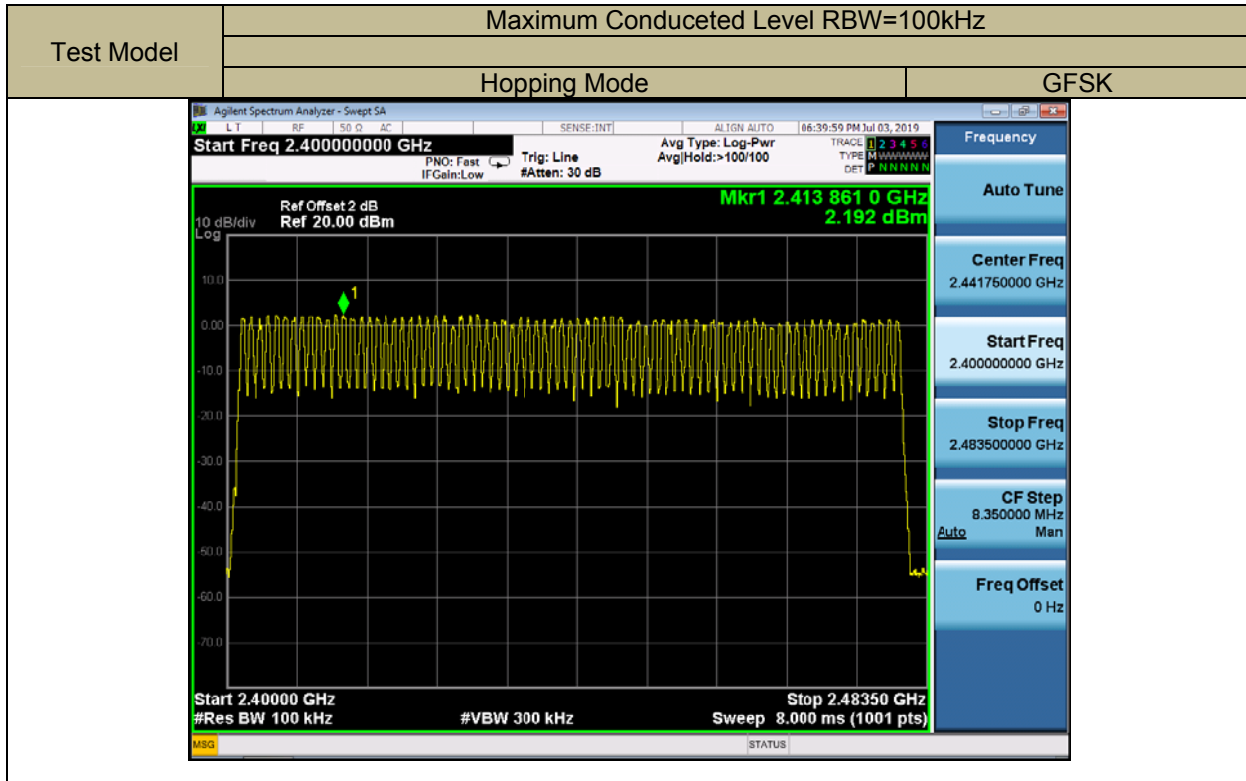 Test Model
Maximum Conduceted Level RBW=100kHz
Hopping Mode GFSK
Agilent Spectrum Analyzer - Swept SA
LXI LT RF 50 Ω AC SENSE:INT ALIGN AUTO 06:39:59 PM Jul 03, 2019
Start Freq 2.400000000 GHz
PNO: Fast
IFGain:Low
Trig: Line
#Atten: 30 dB
Avg Type: Log-Pwr
Avg|Hold:>100/100
TRACE 1 2 3 4 5 6
TYPE M WWWWW
DET P N N N N N
Mkr1 2.413 861 0 GHz
2.192 dBm
Ref Offset 2 dB
10 dB/div Ref 20.00 dBm
Log
10.0
1
0.00
-10.0
-20.0
-30.0
-40.0
-50.0
-60.0
-70.0
Start 2.40000 GHz Stop 2.48350 GHz
#Res BW 100 kHz #VBW 300 kHz Sweep 8.000 ms (1001 pts)
MSG STATUS
Frequency
Auto Tune
Center Freq
2.441750000 GHz
Start Freq
2.400000000 GHz
Stop Freq
2.483500000 GHz
CF Step
8.350000 MHz
Auto Man
Freq Offset
0 Hz